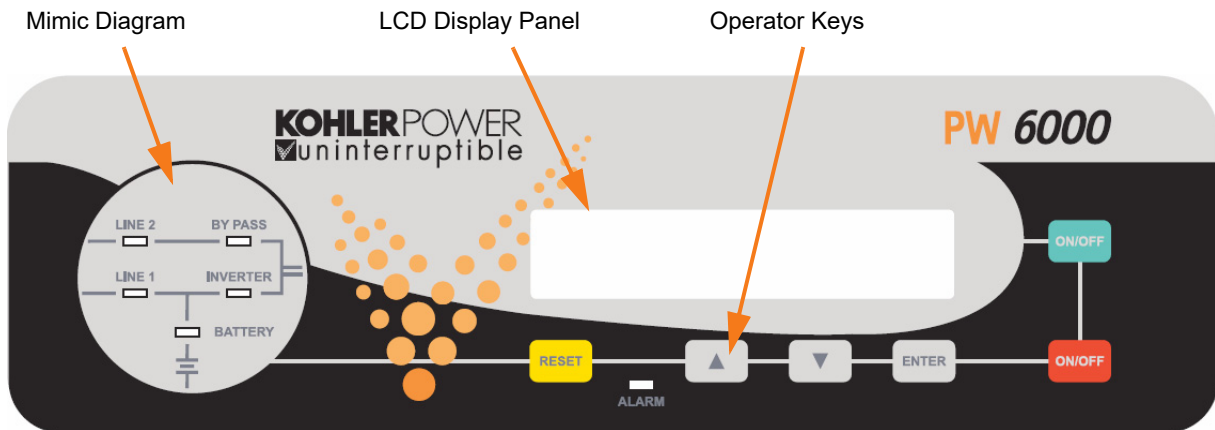 Mimic Diagram
LCD Display Panel
Operator Keys
KOHLERPOWER
uninterruptible
PW 6000
LINE 2
BY PASS
LINE 1
INVERTER
BATTERY
ON/OFF
RESET
▲
▼
ENTER
ON/OFF
ALARM